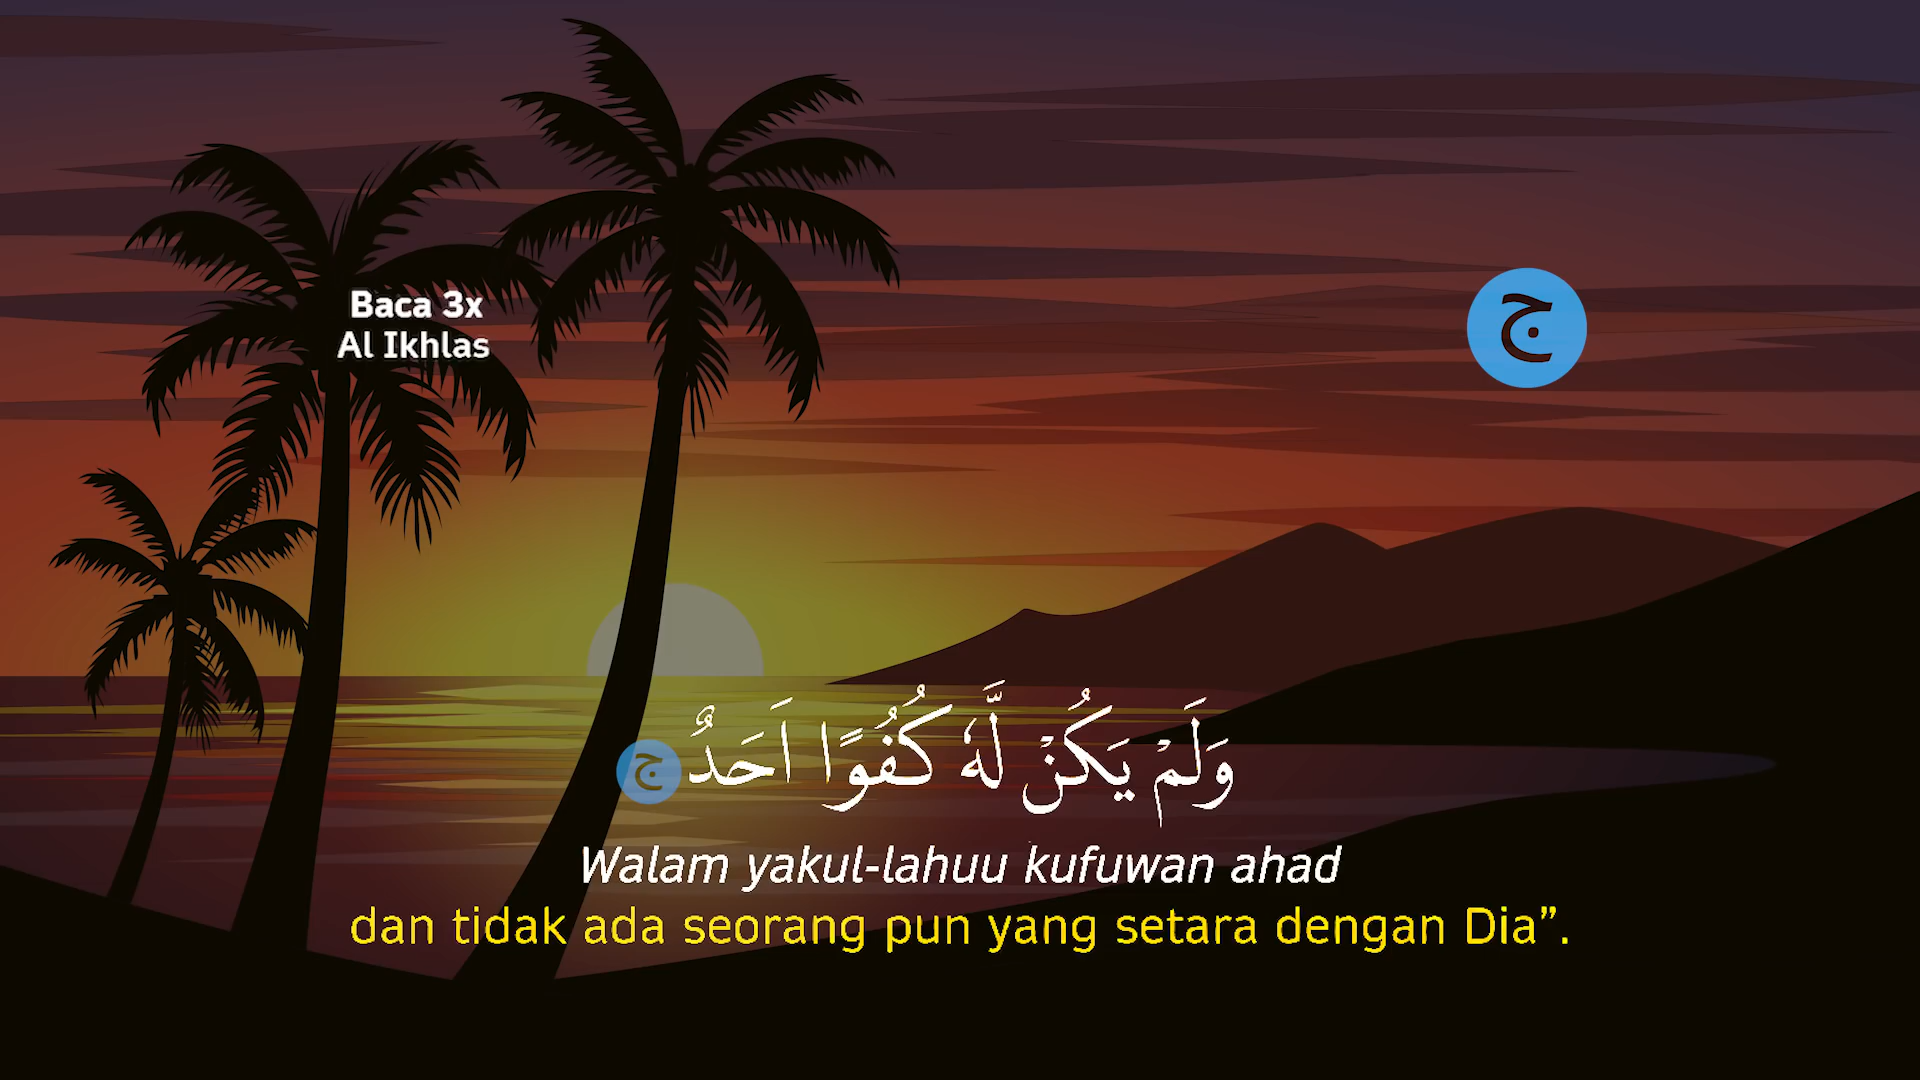 Baca 3x
Al Ikhlas
ج
وَلَمْ يَكُنْ لَّهٗ كُفُوًا اَحَدٌ ج
Walam yakul-lahuu kufuwan ahad
dan tidak ada seorang pun yang setara dengan Dia”.